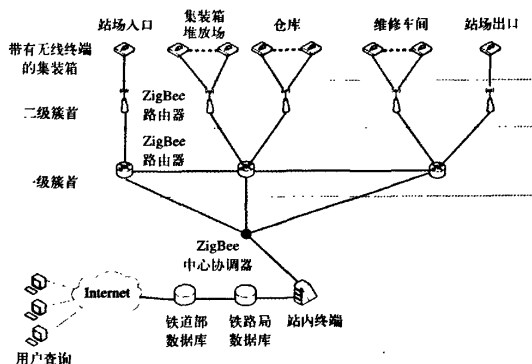 站场入口
集装箱
堆放场
仓库
维修车间
站场出口
带有无线终端
的集装箱
ZigBee
路由器
二级簇首
ZigBee
路由器
一级簇首
ZigBee
中心协调器
Internet
铁道部
数据库
铁路局
数据库
站内终端
用户查询